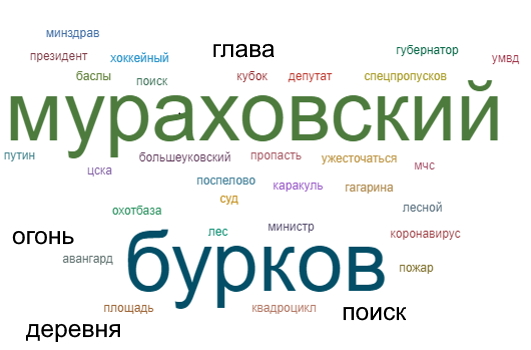 минздрав
глава
губернатор
президент
хоккейный
умвд
баслы
поиск
кубок
депутат
спецпропусков
мураховский
путин
большеуковский
пропасть
ужесточаться
мчс
цска
поспелово
каракуль
гагарина
суд
охотбаза
лесной
огонь
лес
министр
коронавирус
бурков
авангард
пожар
площадь
квадроцикл
поиск
деревня